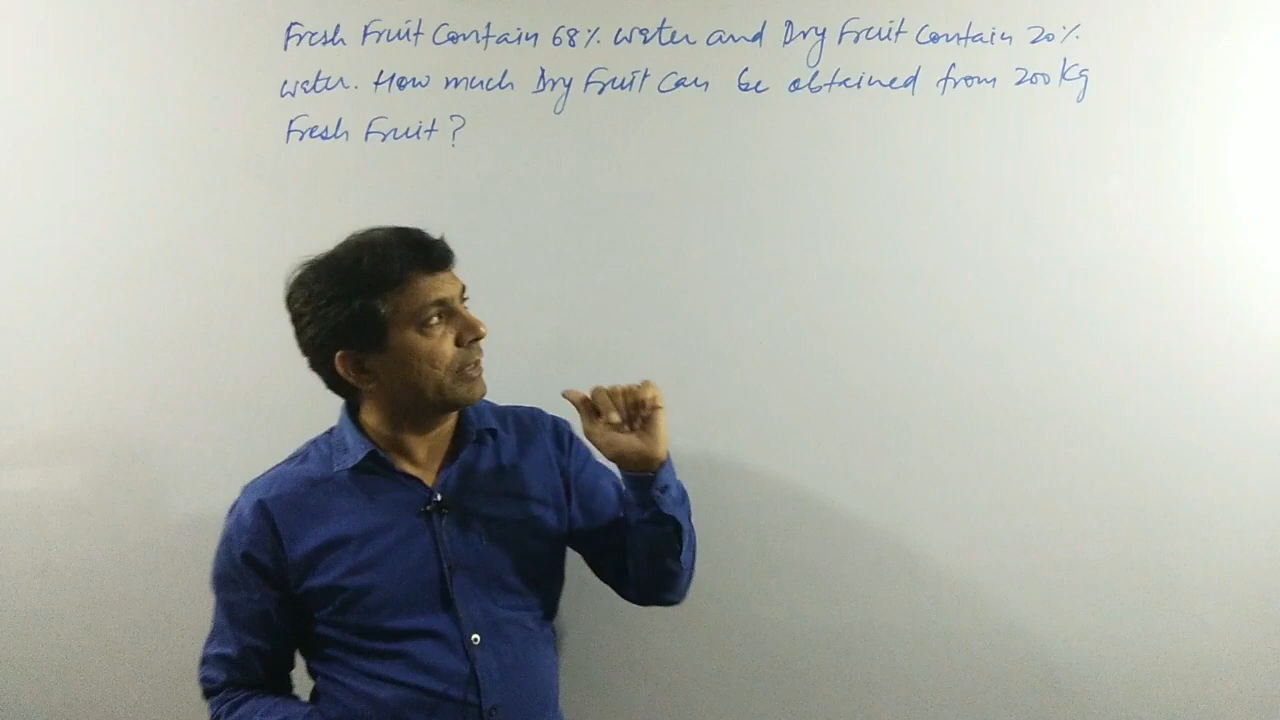 Fresh Fruit Contain 68% water and Dry Fruit Contain 20%
water. How much Dry Fruit Can be obtained from 200 Kg
Fresh Fruit?